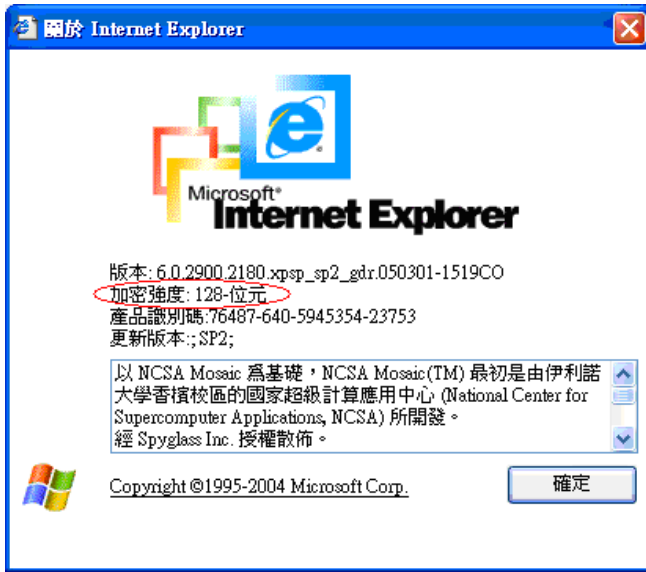 關於 Internet Explorer
Microsoft®
Internet Explorer
版本: 6.0.2900.2180.xpsp_sp2_gdr.050301-1519CO
加密強度: 128-位元
產品識別碼:76487-640-5945354-23753
更新版本:; SP2;
以 NCSA Mosaic 爲基礎，NCSA Mosaic(TM) 最初是由伊利諾
大學香檳校區的國家超級計算應用中心 (National Center for
Supercomputer Applications, NCSA) 所開發。
經 Spyglass Inc. 授權散佈。
Copyright ©1995-2004 Microsoft Corp.
確定